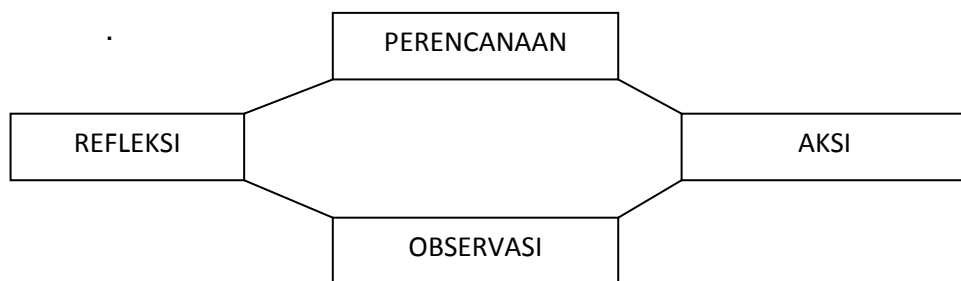 .
PERENCANAAN
REFLEKSI
AKSI
OBSERVASI